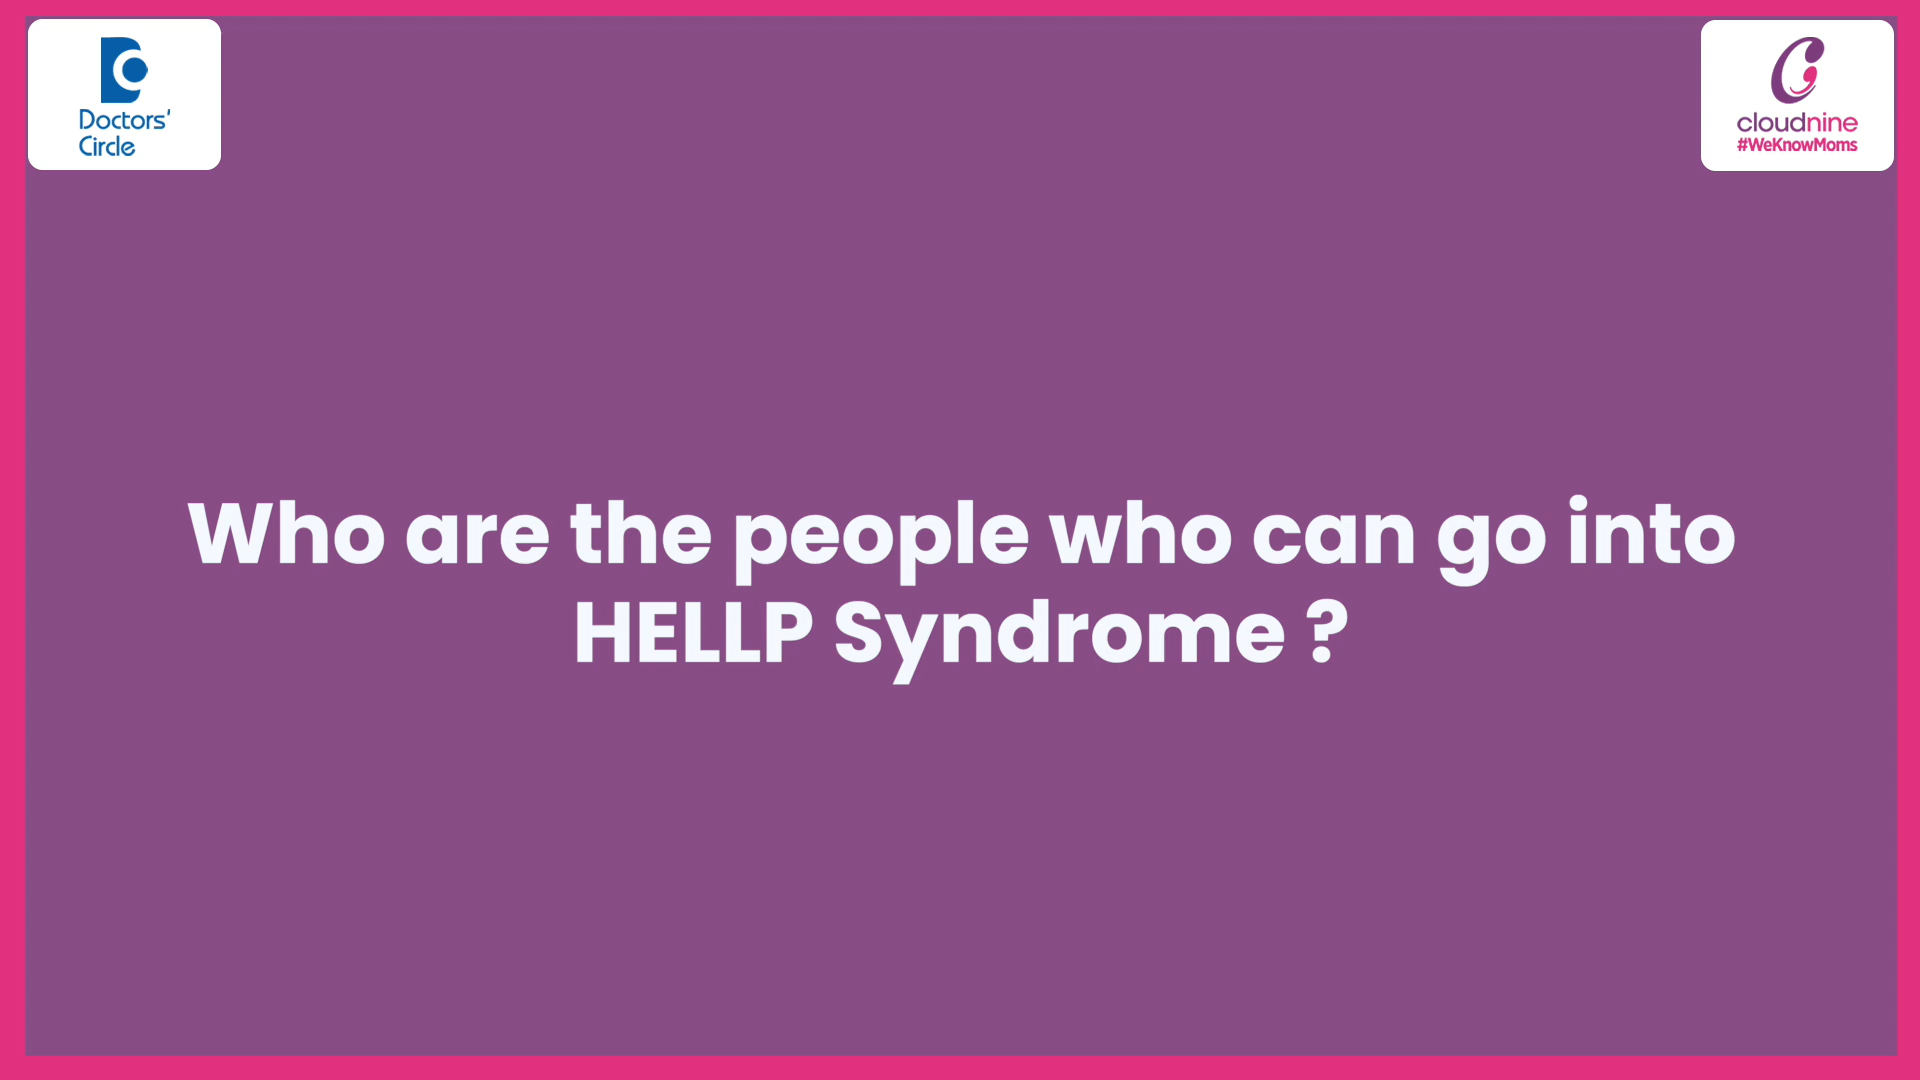 Doctors'
Circle
cloudnine
#WeKnowMoms
Who are the people who can go into
HELLP Syndrome ?